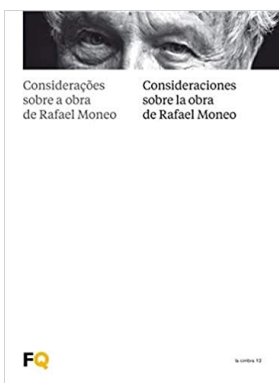 Considerações
sobre a obra
de Rafael Moneo
Consideraciones
sobre la obra
de Rafael Moneo
FQ
la cimbra 12